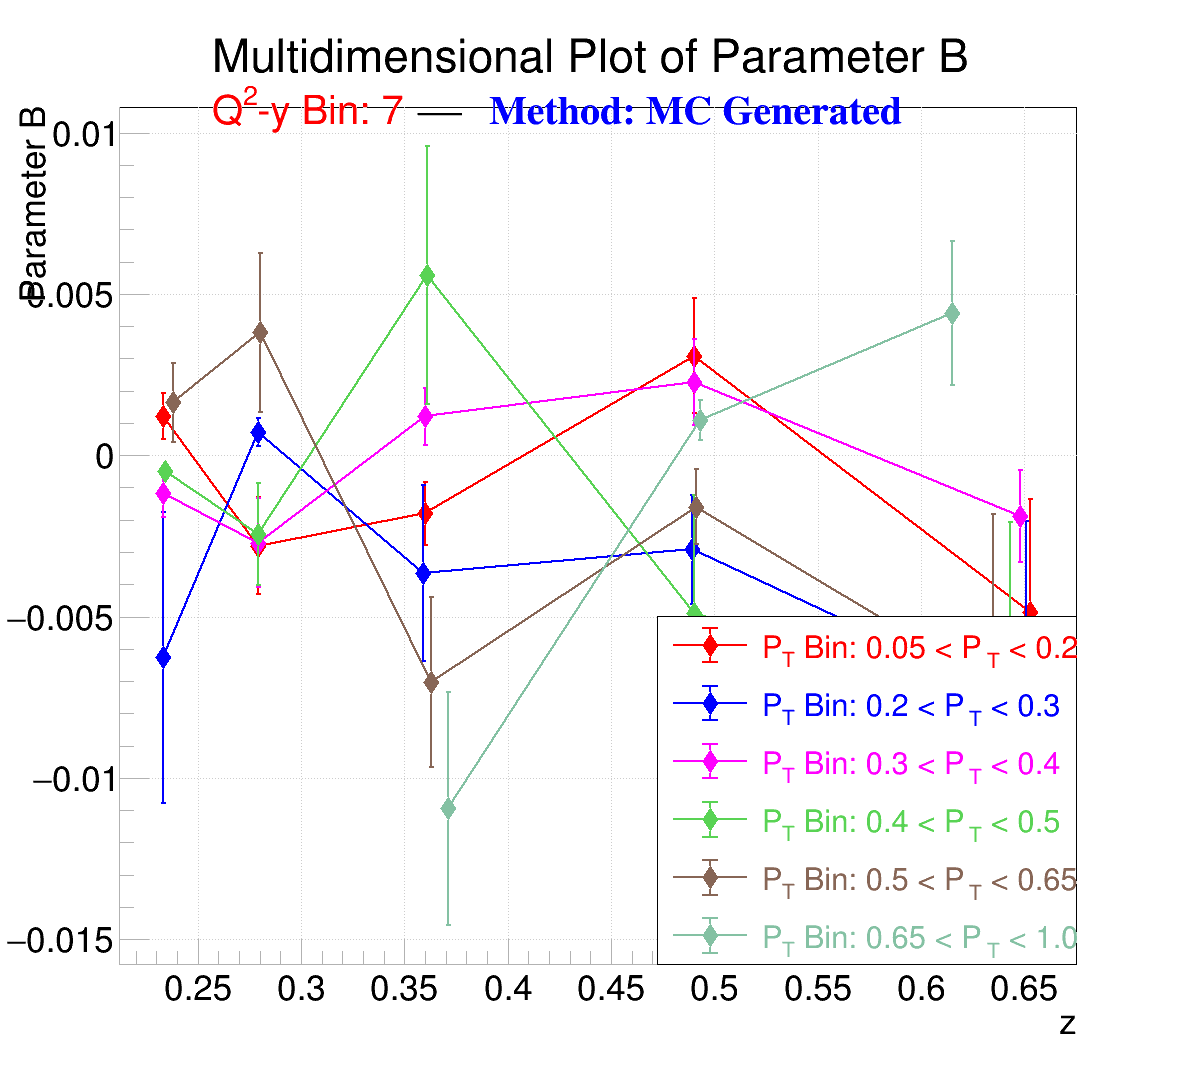 Multidimensional Plot of Parameter B
Q2-y Bin: 7 — Method: MC Generated
Parameter B
0.01
0.005
0
−0.005
−0.01
−0.015
PT Bin: 0.05 < PT < 0.2
PT Bin: 0.2 < PT < 0.3
PT Bin: 0.3 < PT < 0.4
PT Bin: 0.4 < PT < 0.5
PT Bin: 0.5 < PT < 0.65
PT Bin: 0.65 < PT < 1.0
0.25 0.3 0.35 0.4 0.45 0.5 0.55 0.6 0.65
z